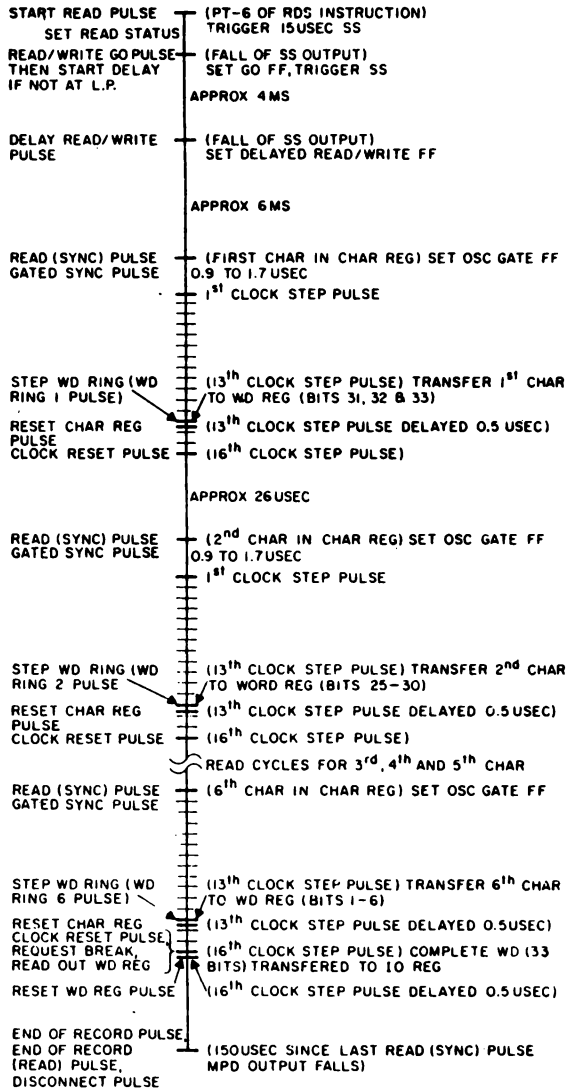 START READ PULSE
(PT-6 OF RDS INSTRUCTION)
SET READ STATUS
TRIGGER 15USEC SS
READ/WRITE GO PULSE
(FALL OF SS OUTPUT)
THEN START DELAY
SET GO FF, TRIGGER SS
IF NOT AT L.P.
APPROX 4MS
DELAY READ/WRITE
(FALL OF SS OUTPUT)
PULSE
SET DELAYED READ/WRITE FF
APPROX 6MS
READ (SYNC) PULSE
(FIRST CHAR IN CHAR REG) SET OSC GATE FF
GATED SYNC PULSE
0.9 TO 1.7USEC
1st CLOCK STEP PULSE
STEP WD RING (WD
(13th CLOCK STEP PULSE) TRANSFER 1st CHAR
RING 1 PULSE)
TO WD REG (BITS 31, 32 & 33)
RESET CHAR REG
(13th CLOCK STEP PULSE DELAYED 0.5USEC)
PULSE
CLOCK RESET PULSE
(16th CLOCK STEP PULSE)
APPROX 26USEC
READ (SYNC) PULSE
(2nd CHAR IN CHAR REG) SET OSC GATE FF
GATED SYNC PULSE
0.9 TO 1.7USEC
1st CLOCK STEP PULSE
STEP WD RING (WD
(13th CLOCK STEP PULSE) TRANSFER 2nd CHAR
RING 2 PULSE
TO WORD REG (BITS 25-30)
RESET CHAR REG
(13th CLOCK STEP PULSE DELAYED 0.5USEC)
PULSE
CLOCK RESET PULSE
(16th CLOCK STEP PULSE)
READ CYCLES FOR 3rd, 4th AND 5th CHAR
READ (SYNC) PULSE
(6th CHAR IN CHAR REG) SET OSC GATE FF
GATED SYNC PULSE
STEP WD RING (WD
(13th CLOCK STEP PULSE) TRANSFER 6th CHAR
RING 6 PULSE)
TO WD REG (BITS 1-6)
RESET CHAR REG
(13th CLOCK STEP PULSE DELAYED 0.5USEC)
CLOCK RESET PULSE,
REQUEST BREAK,
(16th CLOCK STEP PULSE) COMPLETE WD (33
READ OUT WD REG
BITS) TRANSFERED TO IO REG
RESET WD REG PULSE
(16th CLOCK STEP PULSE DELAYED 0.5USEC)
END OF RECORD PULSE,
END OF RECORD
(150USEC SINCE LAST READ (SYNC) PULSE
(READ) PULSE,
MPD OUTPUT FALLS)
DISCONNECT PULSE